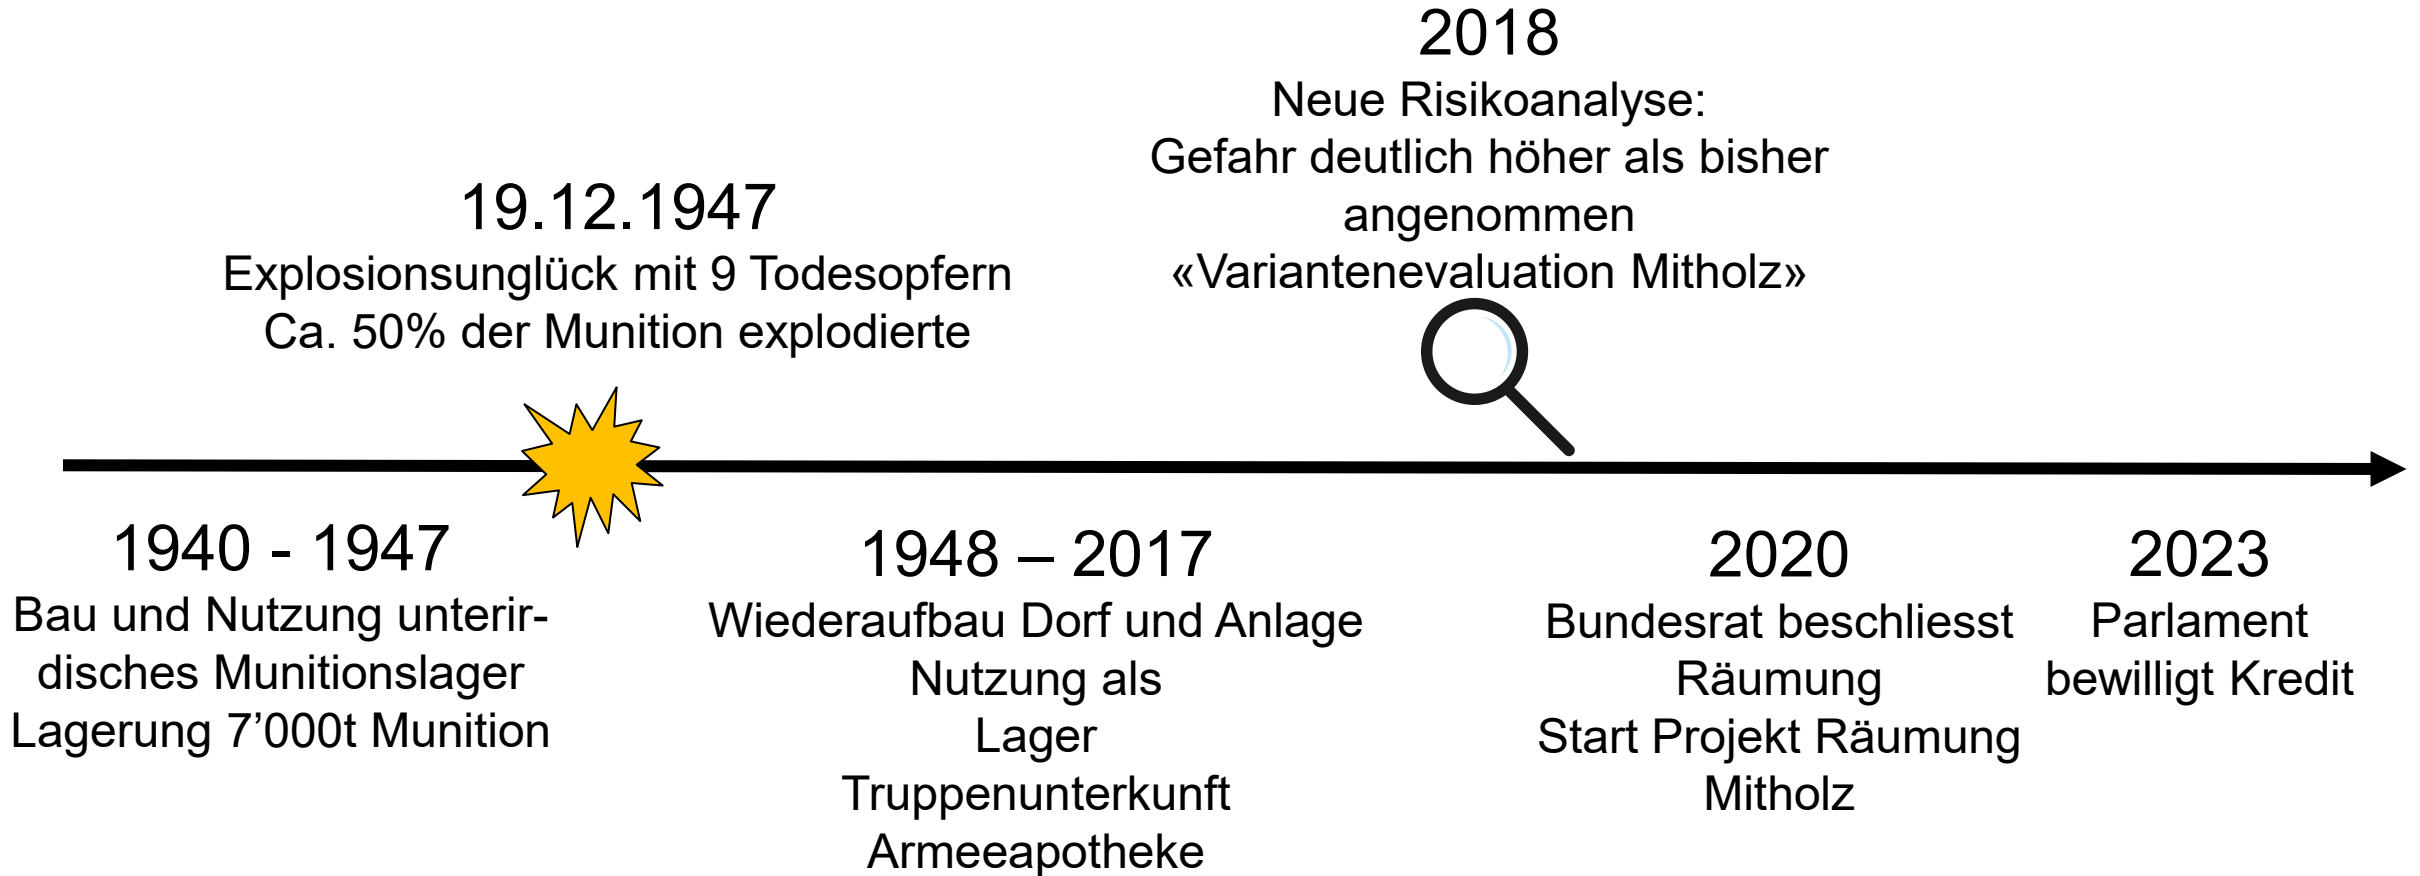 2018
Neue Risikoanalyse:
Gefahr deutlich höher als bisher
angenommen
«Variantenevaluation Mitholz»
19.12.1947
Explosionsunglück mit 9 Todesopfern
Ca. 50% der Munition explodierte
1940 - 1947
Bau und Nutzung unterir-
disches Munitionslager
Lagerung 7’000t Munition
1948 – 2017
Wiederaufbau Dorf und Anlage
Nutzung als
Lager
Truppenunterkunft
Armeeapotheke
2020
Bundesrat beschliesst
Räumung
Start Projekt Räumung
Mitholz
2023
Parlament
bewilligt Kredit